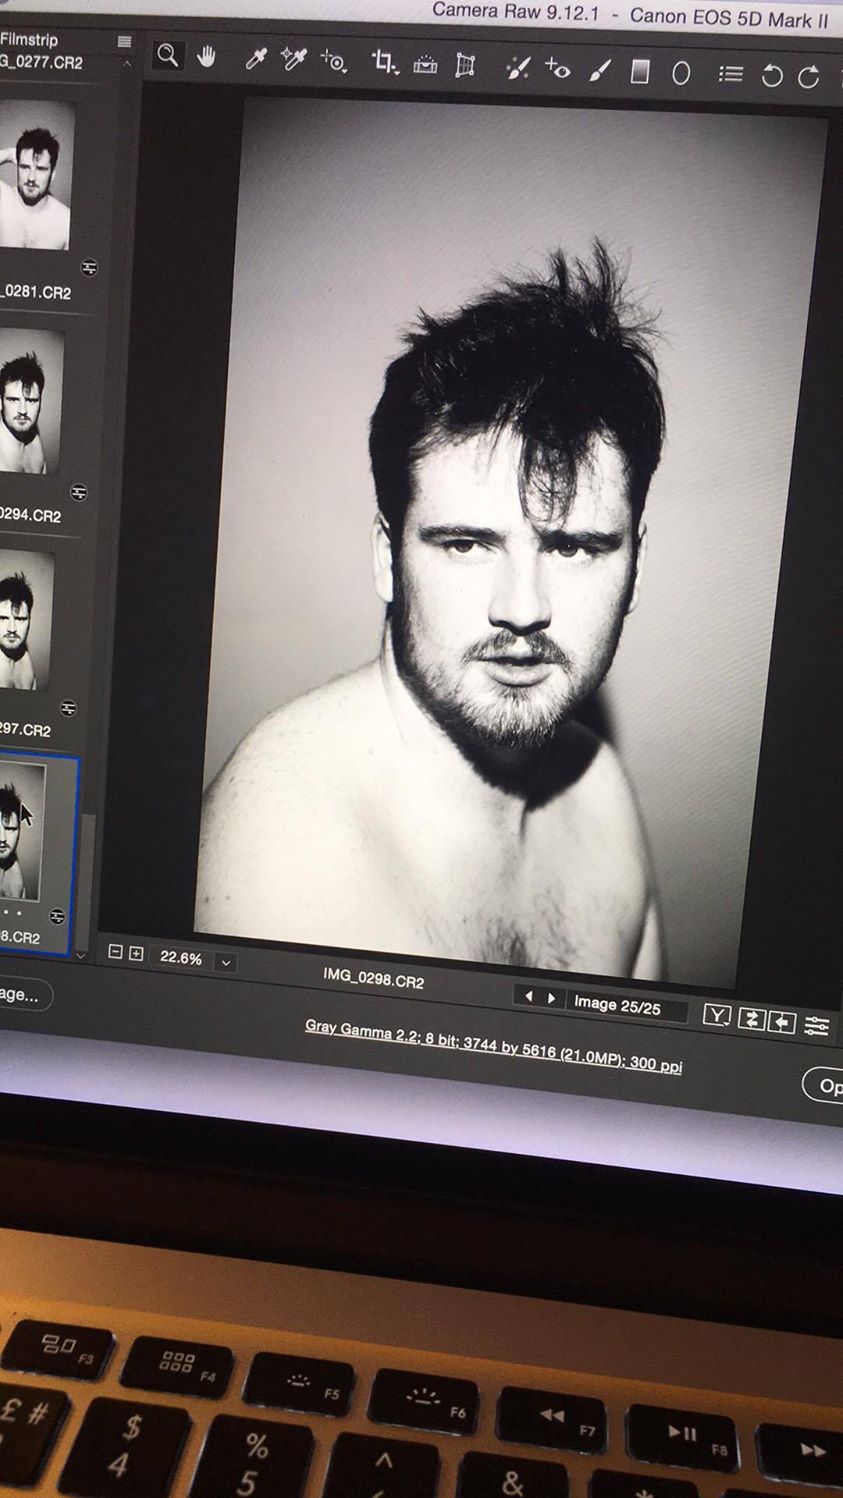 Camera Raw 9.12.1 - Canon EOS 5D Mark II
Filmstrip
G_0277.CR2
_0281.CR2
0294.CR2
297.CR2
8.CR2
22.6%
IMG_0298.CR2
Image 25/25
Y
age...
Gray Gamma 2.2; 8 bit; 3744 by 5616 (21.0MP); 300 ppi
Op
F3
F4
F5
F6
F7
F8
£ #
$
4
%
5
^
&